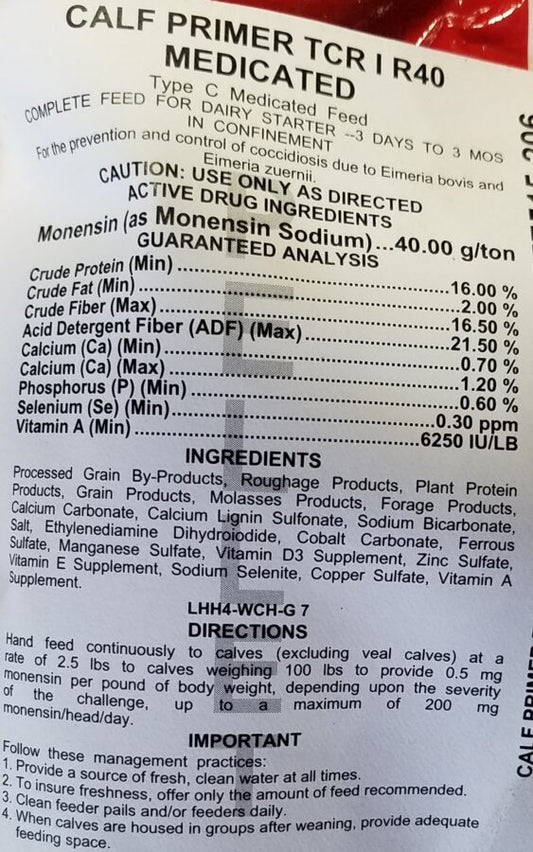 CALF PRIMER TCR I R40
MEDICATED
Type C Medicated Feed
COMPLETE FEED FOR DAIRY STARTER --3 DAYS TO 3 MOS
IN CONFINEMENT
For the prevention and control of coccidiosis due to Eimeria bovis and
Eimeria zuernii.
CAUTION: USE ONLY AS DIRECTED
ACTIVE DRUG INGREDIENTS
Monensin (as Monensin Sodium)...40.00 g/ton
GUARANTEED ANALYSIS
Crude Protein (Min) ....................16.00 %
Crude Fat (Min) ....................2.00 %
Crude Fiber (Max) ....................16.50 %
Acid Detergent Fiber (ADF) (Max) ....................21.50 %
Calcium (Ca) (Min) ....................0.70 %
Calcium (Ca) (Max) ....................1.20 %
Phosphorus (P) (Min) ....................0.60 %
Selenium (Se) (Min) ....................0.30 ppm
Vitamin A (Min) ....................6250 IU/LB
INGREDIENTS
Processed Grain By-Products, Roughage Products, Plant Protein
Products, Grain Products, Molasses Products, Forage Products,
Calcium Carbonate, Calcium Lignin Sulfonate, Sodium Bicarbonate,
Salt, Ethylenediamine Dihydroiodide, Cobalt Carbonate, Ferrous
Sulfate, Manganese Sulfate, Vitamin D3 Supplement, Zinc Sulfate,
Vitamin E Supplement, Sodium Selenite, Copper Sulfate, Vitamin A
Supplement.
LHH4-WCH-G 7
DIRECTIONS
Hand feed continuously to calves (excluding veal calves) at a
rate of 2.5 lbs to calves weighing 100 lbs to provide 0.5 mg
monensin per pound of body weight, depending upon the severity
of the challenge, up to a maximum of 200 mg
monensin/head/day.
IMPORTANT
Follow these management practices:
1. Provide a source of fresh, clean water at all times.
2. To insure freshness, offer only the amount of feed recommended.
3. Clean feeder pails and/or feeders daily.
4. When calves are housed in groups after weaning, provide adequate
feeding space.
CALF PRIMER